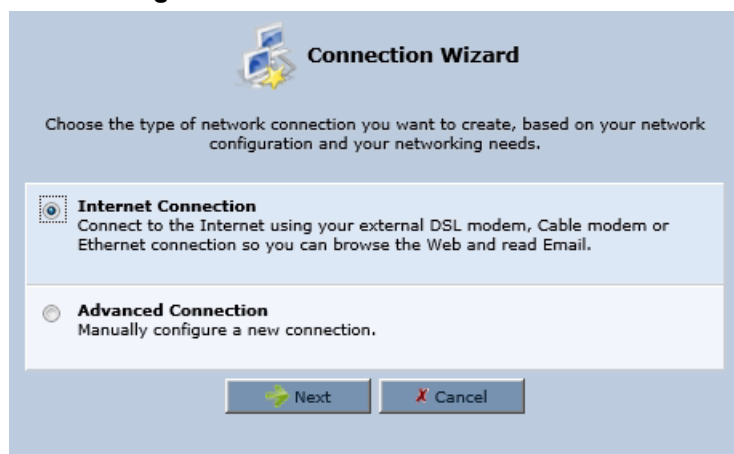 Connection Wizard
Choose the type of network connection you want to create, based on your network
configuration and your networking needs.
Internet Connection
Connect to the Internet using your external DSL modem, Cable modem or
Ethernet connection so you can browse the Web and read Email.
Advanced Connection
Manually configure a new connection.
Next
Cancel